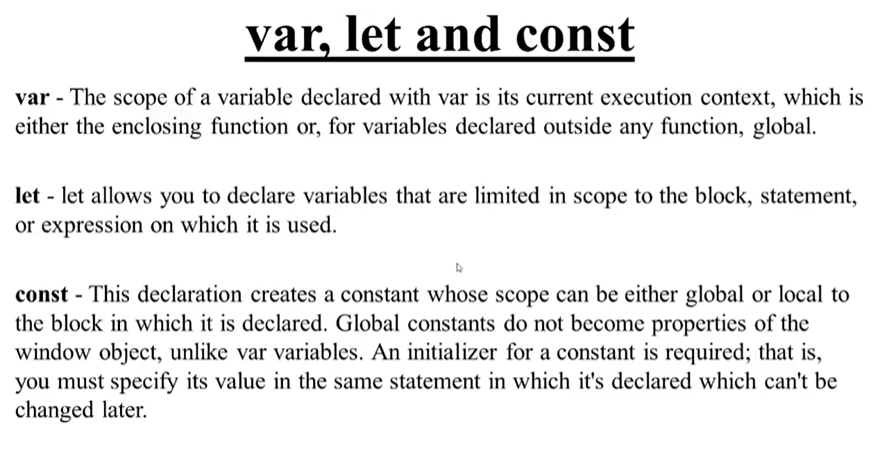 var, let and const
var - The scope of a variable declared with var is its current execution context, which is
either the enclosing function or, for variables declared outside any function, global.
let - let allows you to declare variables that are limited in scope to the block, statement,
or expression on which it is used.
const - This declaration creates a constant whose scope can be either global or local to
the block in which it is declared. Global constants do not become properties of the
window object, unlike var variables. An initializer for a constant is required; that is,
you must specify its value in the same statement in which it's declared which can't be
changed later.